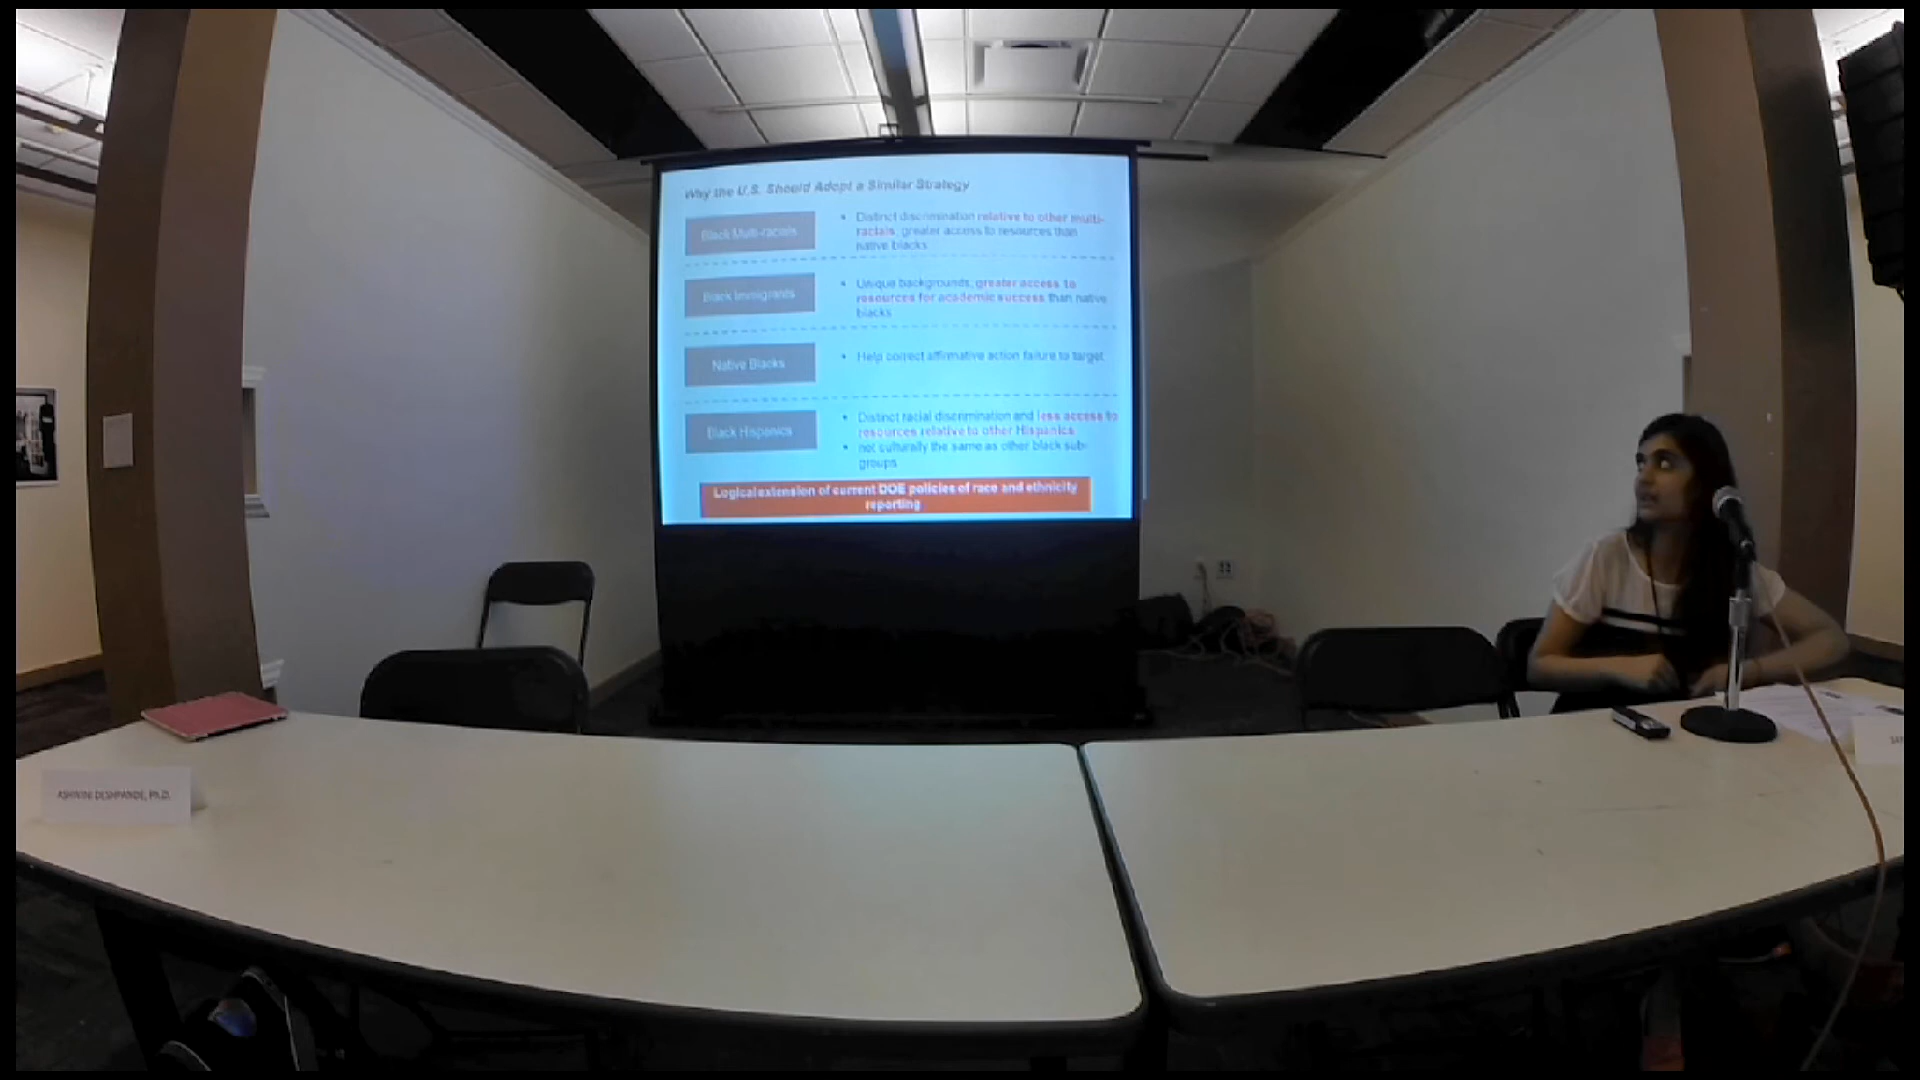 Why the U.S. Should Adopt a Similar Strategy
Black Multi-racials
• Distinct discrimination relative to other multi-
racials, greater access to resources than
native blacks
Black Immigrants
• Unique backgrounds, greater access to
resources for academic success than native
blacks
Native Blacks
• Help correct affirmative action failure to target
Black Hispanics
• Distinct racial discrimination and less access to
resources relative to other Hispanics
• not culturally the same as other black sub-
groups
Logical extension of current DOE policies of race and ethnicity
reporting
ASHWINI DESHPANDE, Ph.D.